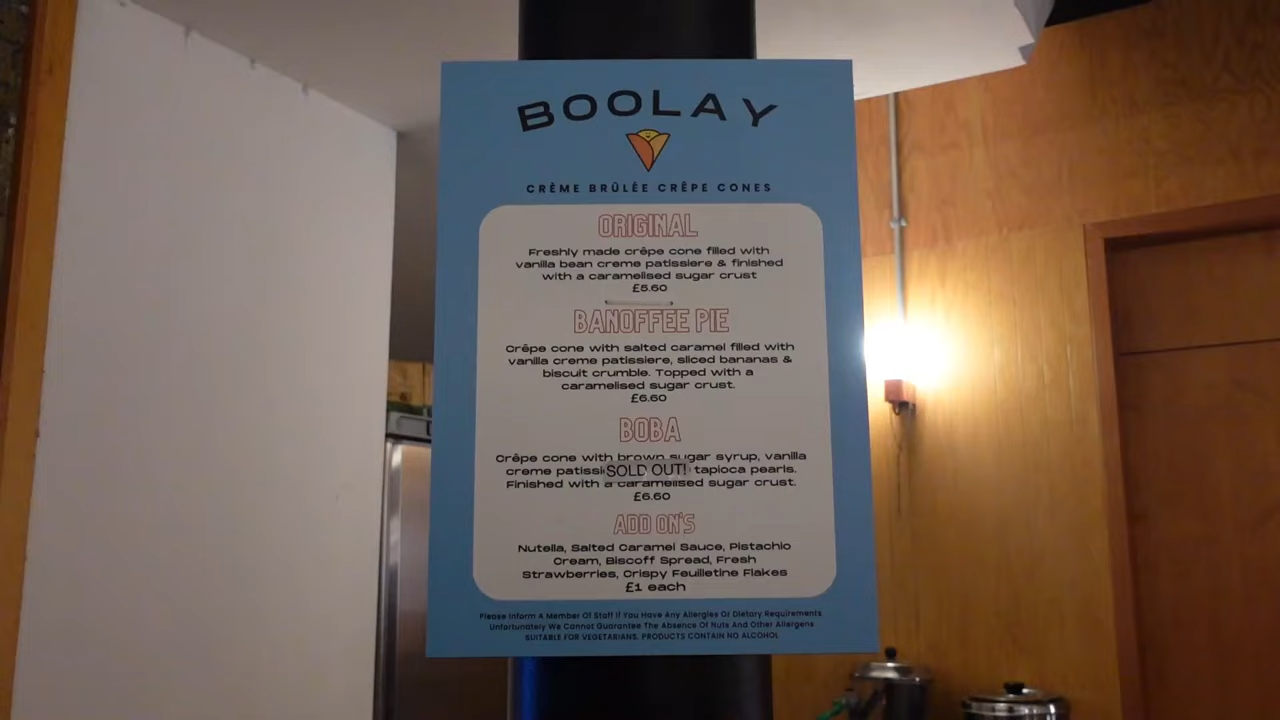 BOOLAY
CRÈME BRÛLÉE CRÊPE CONES
ORIGINAL
Freshly made crêpe cone filled with
vanilla bean creme patissiere & finished
with a caramelised sugar crust
£5.60
BANOFFEE PIE
Crêpe cone with salted caramel filled with
vanilla creme patissiere, sliced bananas &
biscuit crumble. Topped with a
caramelised sugar crust.
£6.60
BOBA
Crêpe cone with brown sugar syrup, vanilla
creme tapioca pearls.
SOLD OUT!
Finished with a caramelised sugar crust.
£6.60
ADD ON'S
Nutella, Salted Caramel Sauce, Pistachio
Cream, Biscoff Spread, Fresh
Strawberries, Crispy Feuilletine Flakes
£1 each
Please Inform A Member Of Staff If You Have Any Allergies Or Dietary Requirements
Unfortunately We Cannot Guarantee The Absence Of Nuts And Other Allergens
SUITABLE FOR VEGETARIANS. PRODUCTS CONTAIN NO ALCOHOL